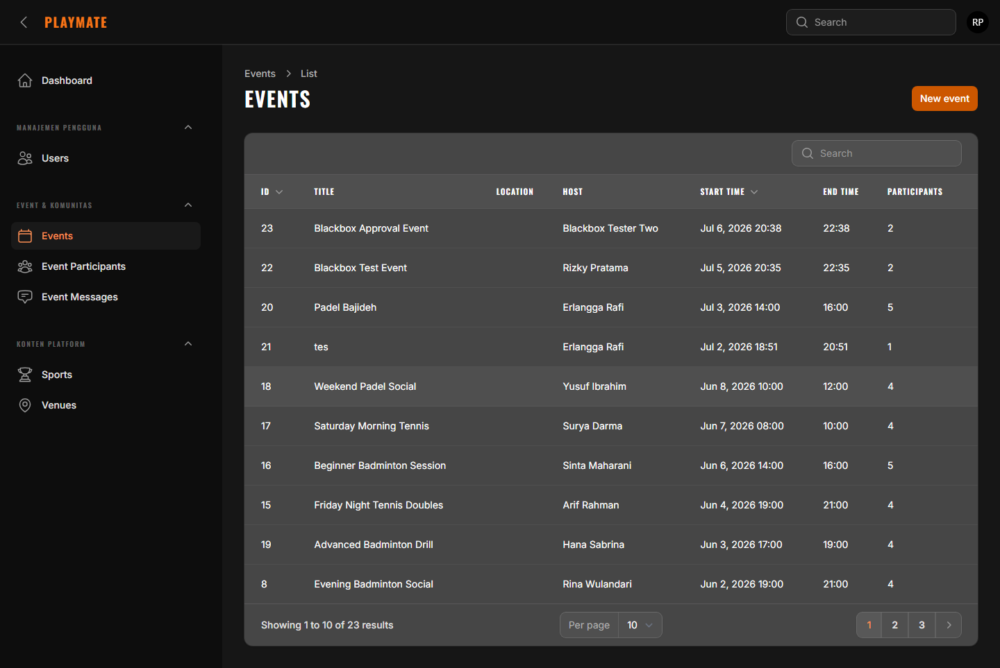 PLAYMATE
Search
RP
Dashboard
MANAJEMEN PENGGUNA
Users
EVENT & KOMUNITAS
Events
Event Participants
Event Messages
KONTEN PLATFORM
Sports
Venues
Events > List
EVENTS
New event
Search
ID TITLE LOCATION HOST START TIME END TIME PARTICIPANTS
23 Blackbox Approval Event Blackbox Tester Two Jul 6, 2026 20:38 22:38 2
22 Blackbox Test Event Rizky Pratama Jul 5, 2026 20:35 22:35 2
20 Padel Bajideh Erlangga Rafi Jul 3, 2026 14:00 16:00 5
21 tes Erlangga Rafi Jul 2, 2026 18:51 20:51 1
18 Weekend Padel Social Yusuf Ibrahim Jun 8, 2026 10:00 12:00 4
17 Saturday Morning Tennis Surya Darma Jun 7, 2026 08:00 10:00 4
16 Beginner Badminton Session Sinta Maharani Jun 6, 2026 14:00 16:00 5
15 Friday Night Tennis Doubles Arif Rahman Jun 4, 2026 19:00 21:00 4
19 Advanced Badminton Drill Hana Sabrina Jun 3, 2026 17:00 19:00 4
8 Evening Badminton Social Rina Wulandari Jun 2, 2026 19:00 21:00 4
Showing 1 to 10 of 23 results Per page 10 1 2 3